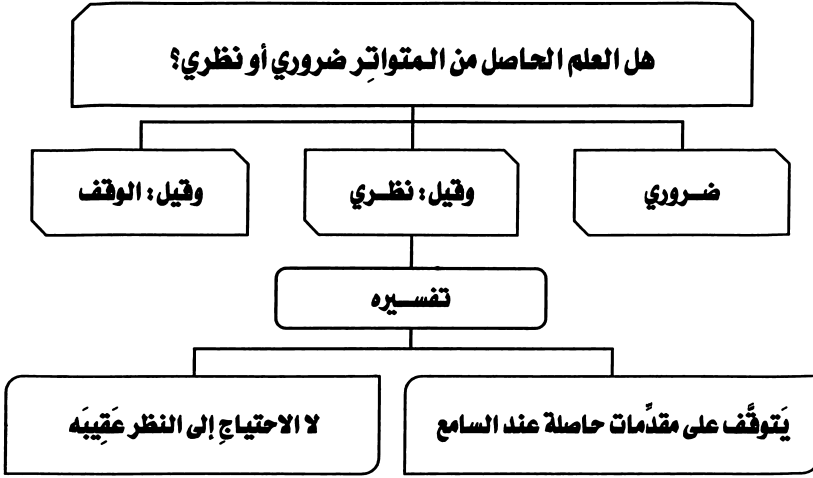 هل العلم الحاصل من المتواتِر ضروري أو نظري؟
ضروري
وقيل: نظري
وقيل: الوقف
تفسيره
يَتوقَّف على مقدِّمات حاصلة عند السامع
لا الاحتياجِ إلى النظر عَقِيبَه